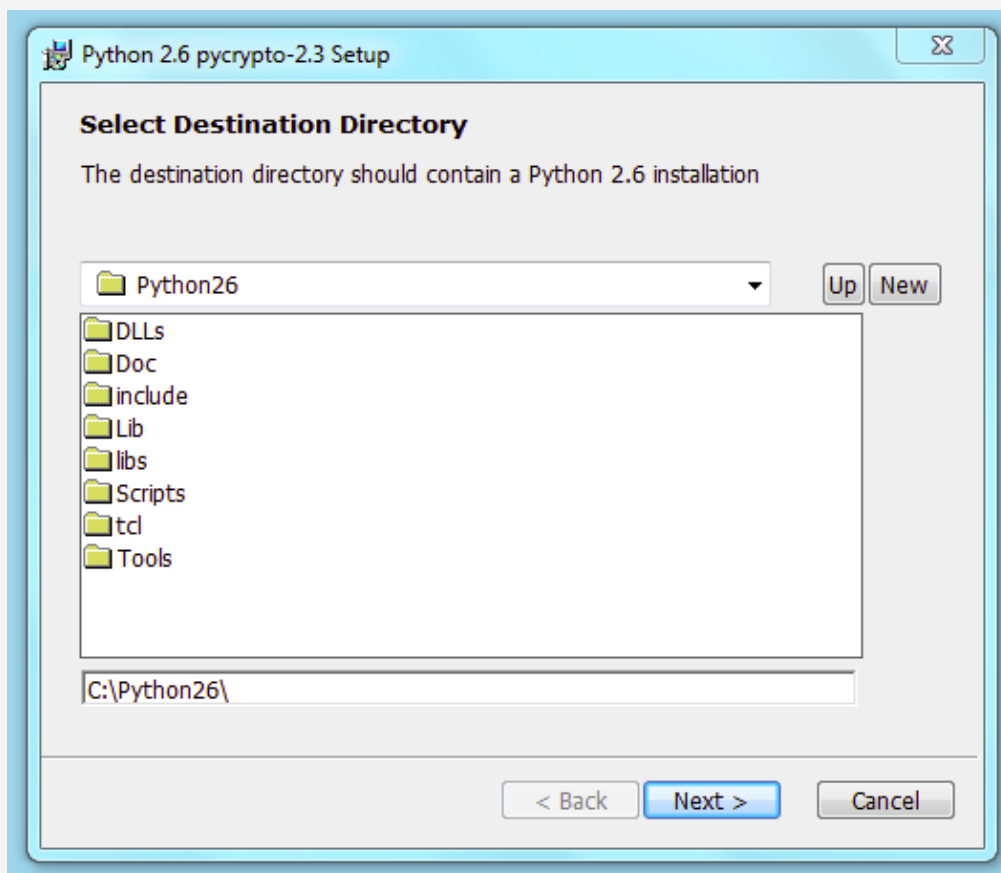 Python 2.6 pycrypto-2.3 Setup
Select Destination Directory
The destination directory should contain a Python 2.6 installation
Python26
Up New
DLLs
Doc
include
Lib
libs
Scripts
tcl
Tools
C:\Python26\
< Back Next > Cancel